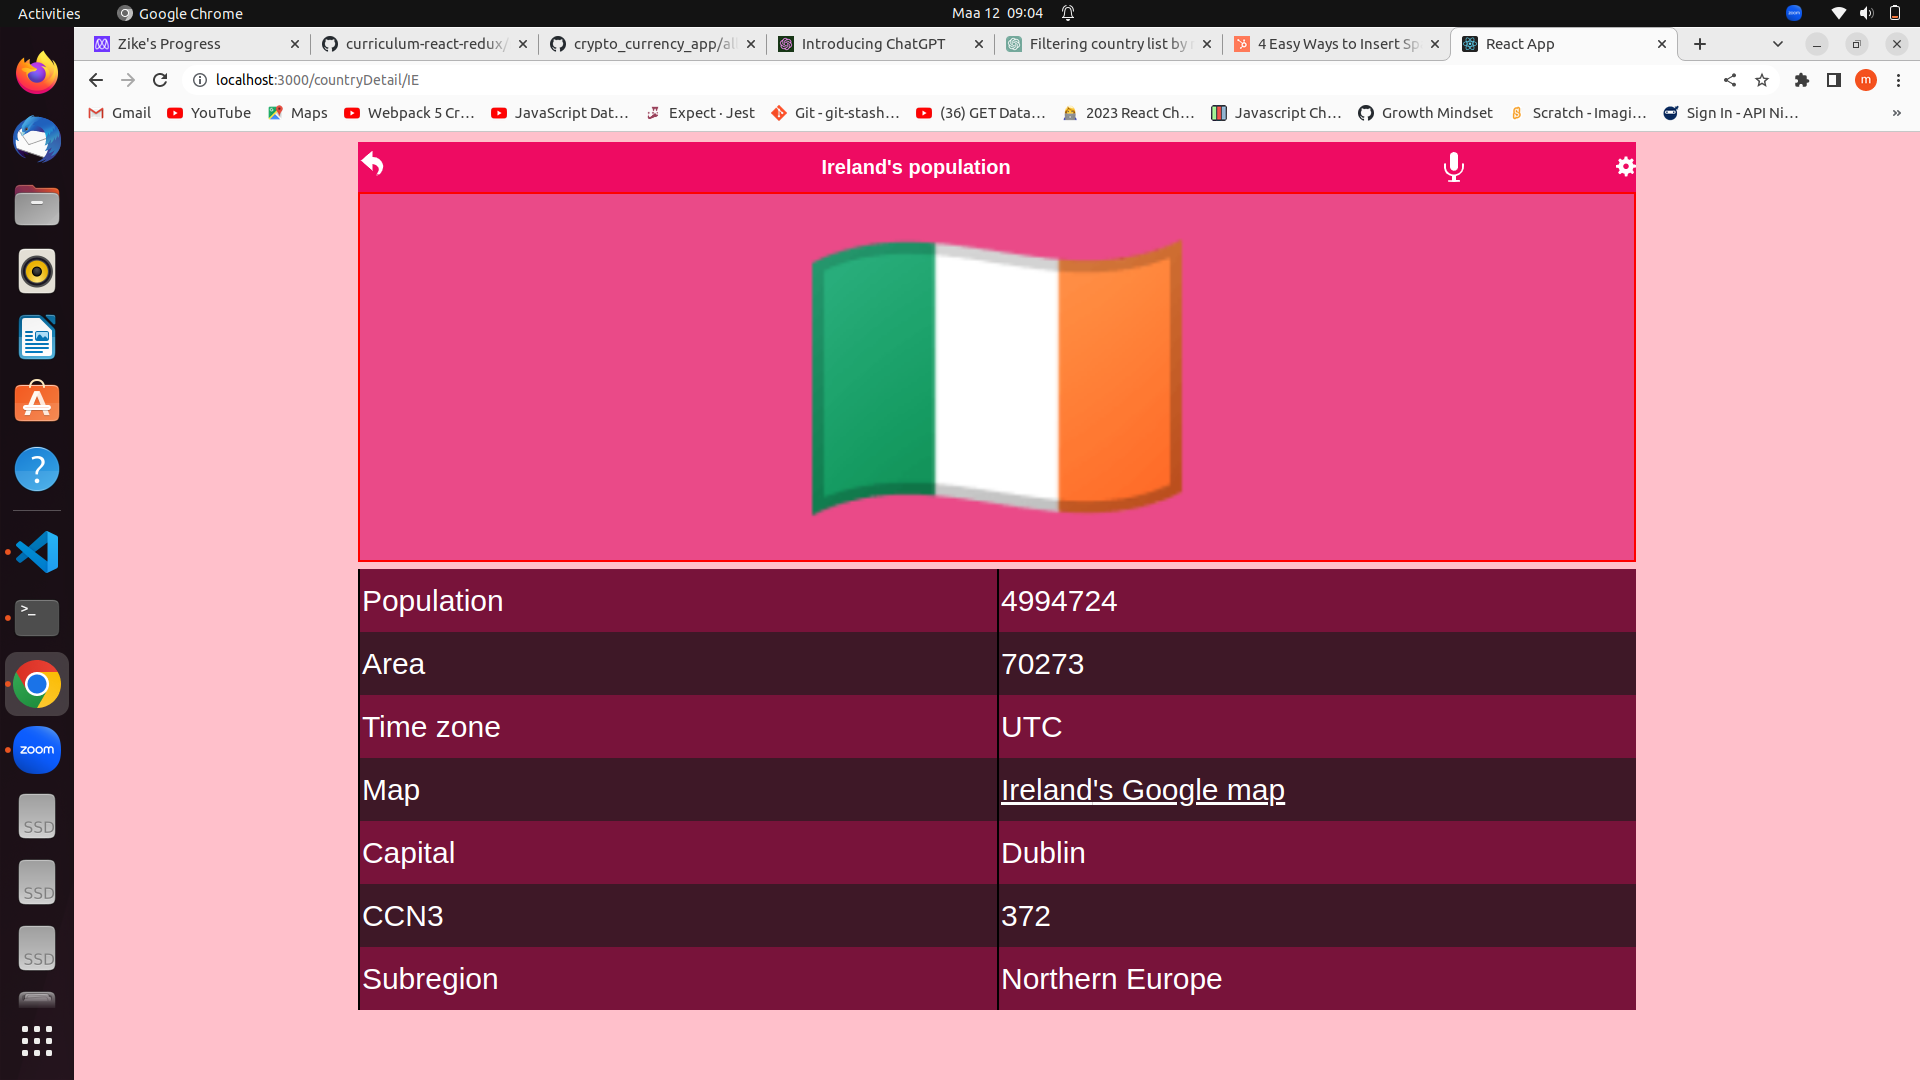 Activities
Google Chrome
Maa 12 09:04
zoom
Zike's Progress
curriculum-react-redux/
crypto_currency_app/all
Introducing ChatGPT
Filtering country list by
4 Easy Ways to Insert Sp
React App
localhost:3000/countryDetail/IE
m
Gmail
YouTube
Maps
Webpack 5 Cr…
JavaScript Dat…
Expect · Jest
Git - git-stash…
(36) GET Data…
2023 React Ch…
Javascript Ch…
Growth Mindset
Scratch - Imagi…
Sign In - API Ni…
»
Ireland's population
Population 4994724
Area 70273
Time zone UTC
Map Ireland's Google map
Capital Dublin
CCN3 372
Subregion Northern Europe
?
>_
zoom
SSD
SSD
SSD